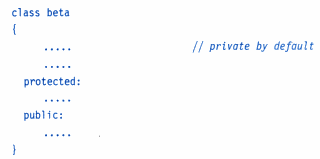 class beta
{
.....    // private by default
.....
protected:
.....
public:
.....
}